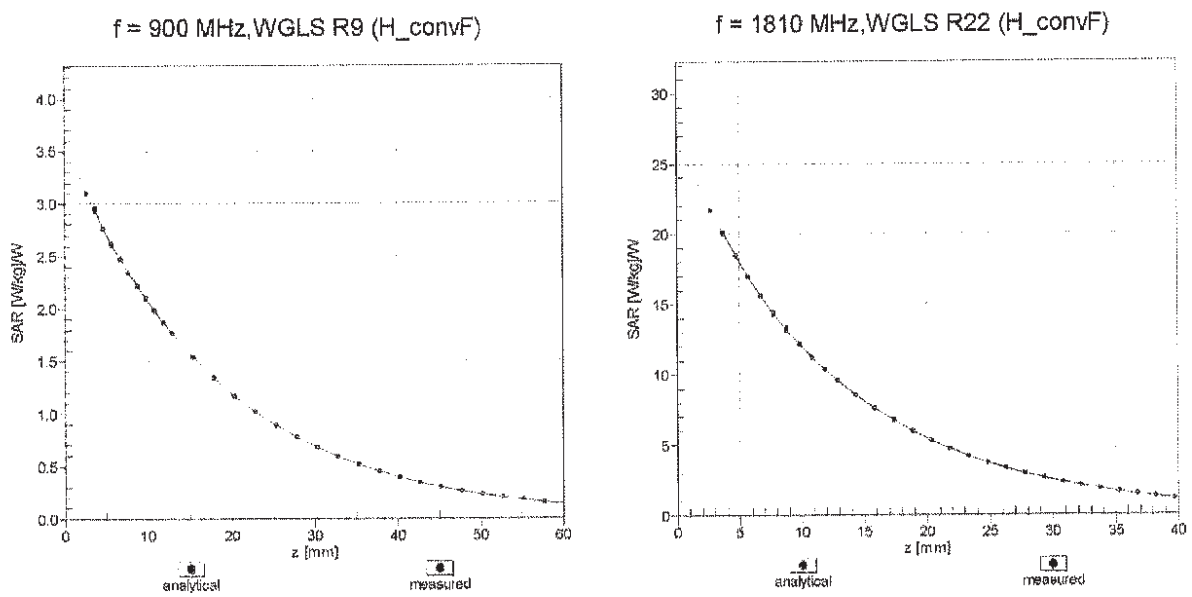 f = 900 MHz, WGLS R9 (H_convF)
4.0
3.5
3.0
2.5
2.0
1.5
1.0
0.5
0.0
SAR [W/kg]/W
0 10 20 30 40 50 60
z [mm]
analytical measured
f = 1810 MHz, WGLS R22 (H_convF)
30
25
20
15
10
5
0
SAR [W/kg]/W
0 5 10 15 20 25 30 35 40
z [mm]
analytical measured